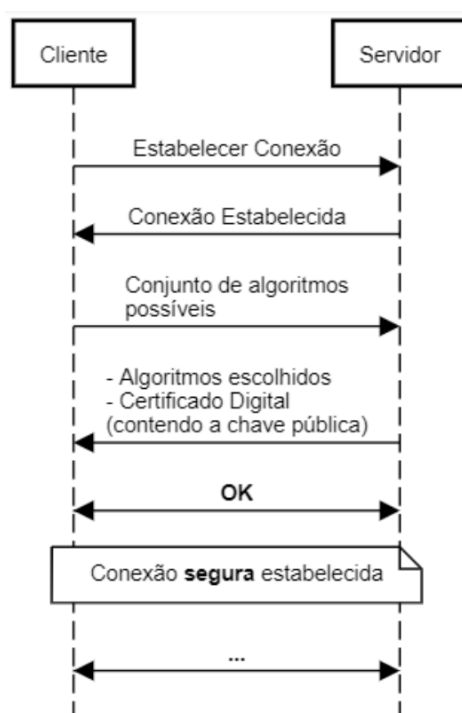 Cliente
Servidor
Estabelecer Conexão
Conexão Estabelecida
Conjunto de algoritmos
possíveis
- Algoritmos escolhidos
- Certificado Digital
(contendo a chave pública)
OK
Conexão segura estabelecida
...